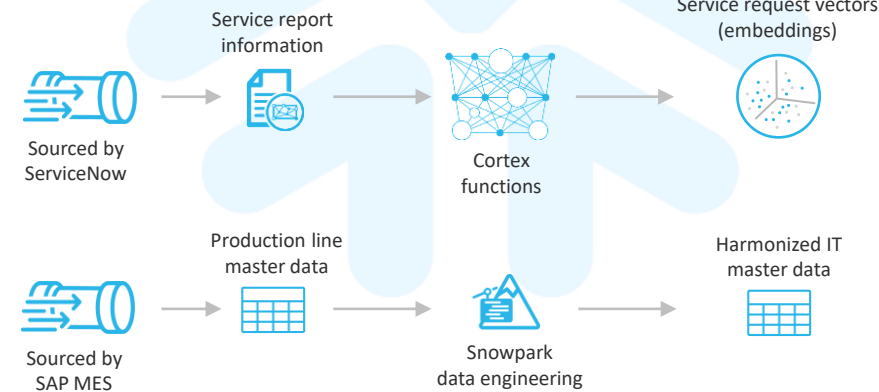 Service report
information
Service request vectors
(embeddings)
Sourced by
ServiceNow
Cortex
functions
Production line
master data
Harmonized IT
master data
Sourced by
SAP MES
Snowpark
data engineering